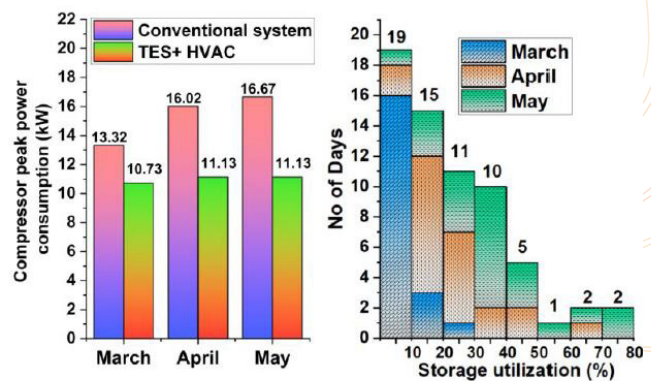 Compressor peak power
consumption (kW)
22
20
18
16
14
12
10
8
6
4
2
0
Conventional system
TES+ HVAC
13.32
10.73
16.02
11.13
16.67
11.13
March
April
May
No of Days
20
18
16
14
12
10
8
6
4
2
0
March
April
May
19
15
11
10
5
1
2
2
10 20 30 40 50 60 70 80
Storage utilization (%)